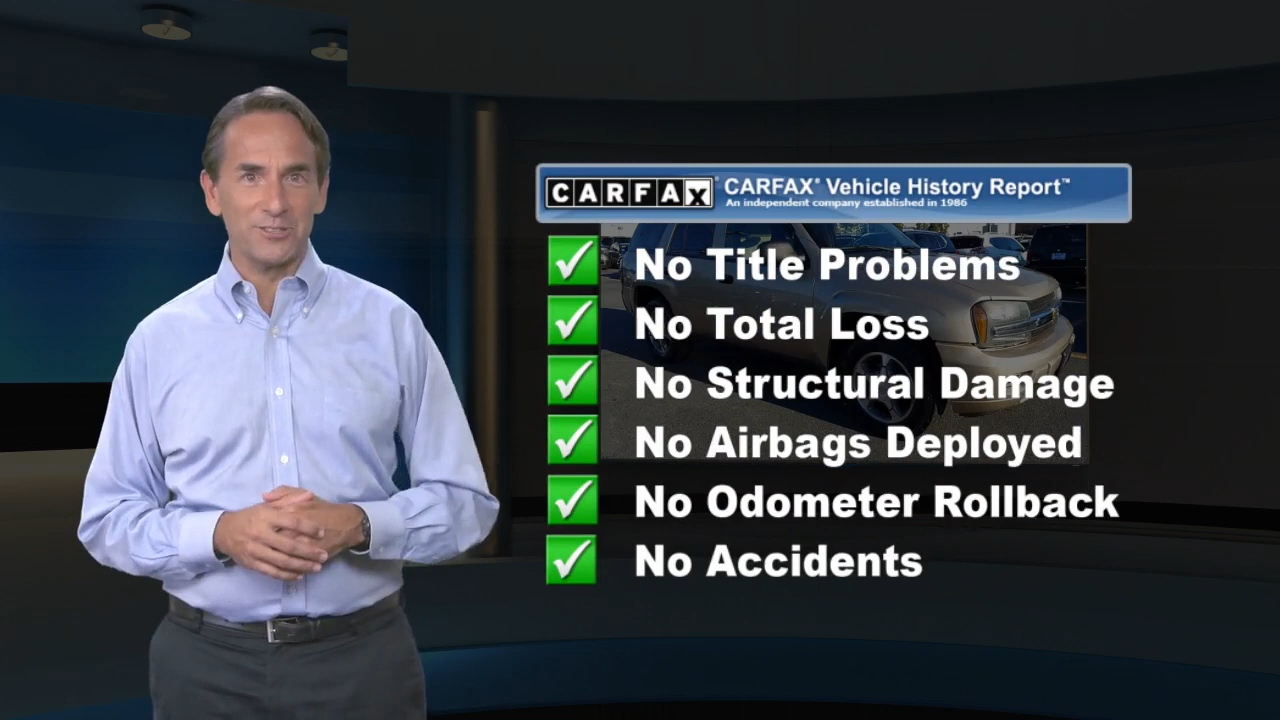 CARFAX® CARFAX® Vehicle History Report™
An independent company established in 1986
No Title Problems
No Total Loss
No Structural Damage
No Airbags Deployed
No Odometer Rollback
No Accidents